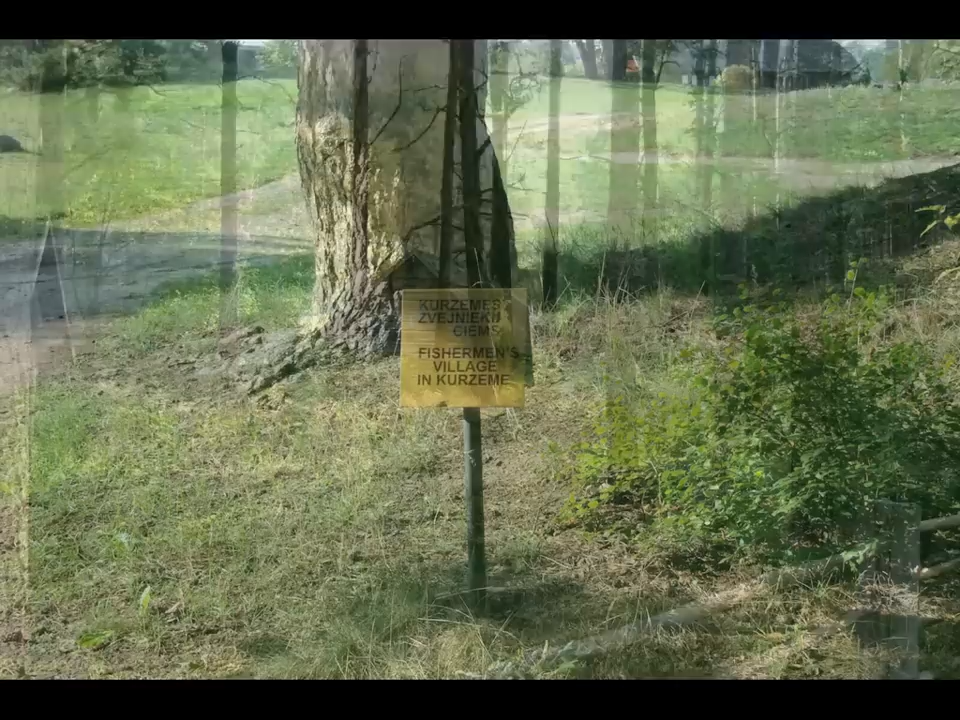 KURZEMES
ZVEJNIEKU
CIEMS
FISHERMEN'S
VILLAGE
IN KURZEME